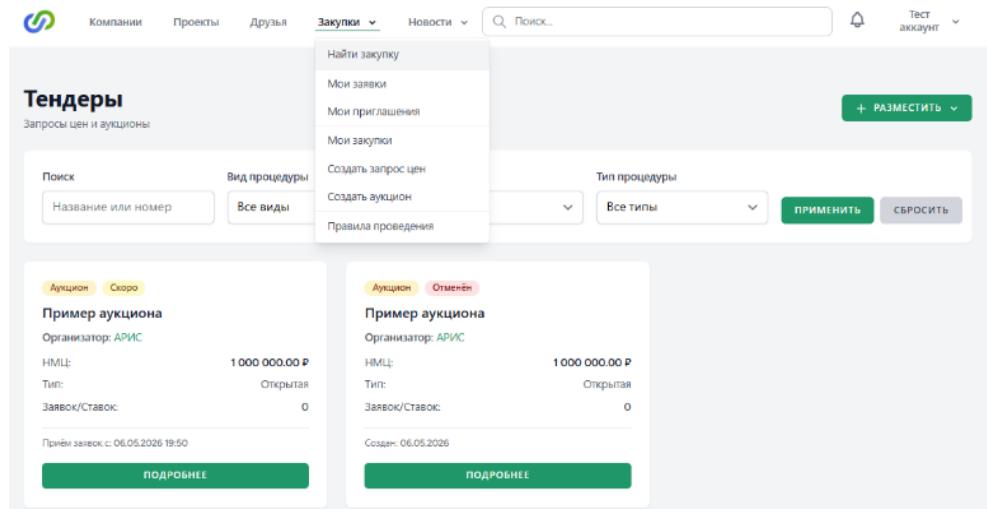 Компании Проекты Друзья Закупки Новости Поиск... Тест
аккаунт
Найти закупку
Мои заявки
Мои приглашения
Мои закупки
Создать запрос цен
Создать аукцион
Правила проведения
Тендеры
Запросы цен и аукционы
+ РАЗМЕСТИТЬ
Поиск Вид процедуры Тип процедуры
Название или номер Все виды Все типы ПРИМЕНИТЬ СБРОСИТЬ
Аукцион Скоро
Пример аукциона
Организатор: АРИС
НМЦ: 1 000 000.00 ₽
Тип: Открытая
Заявок/Ставок: 0
Приём заявок с: 06.05.2026 19:50
ПОДРОБНЕЕ
Аукцион Отменён
Пример аукциона
Организатор: АРИС
НМЦ: 1 000 000.00 ₽
Тип: Открытая
Заявок/Ставок: 0
Создан: 06.05.2026
ПОДРОБНЕЕ